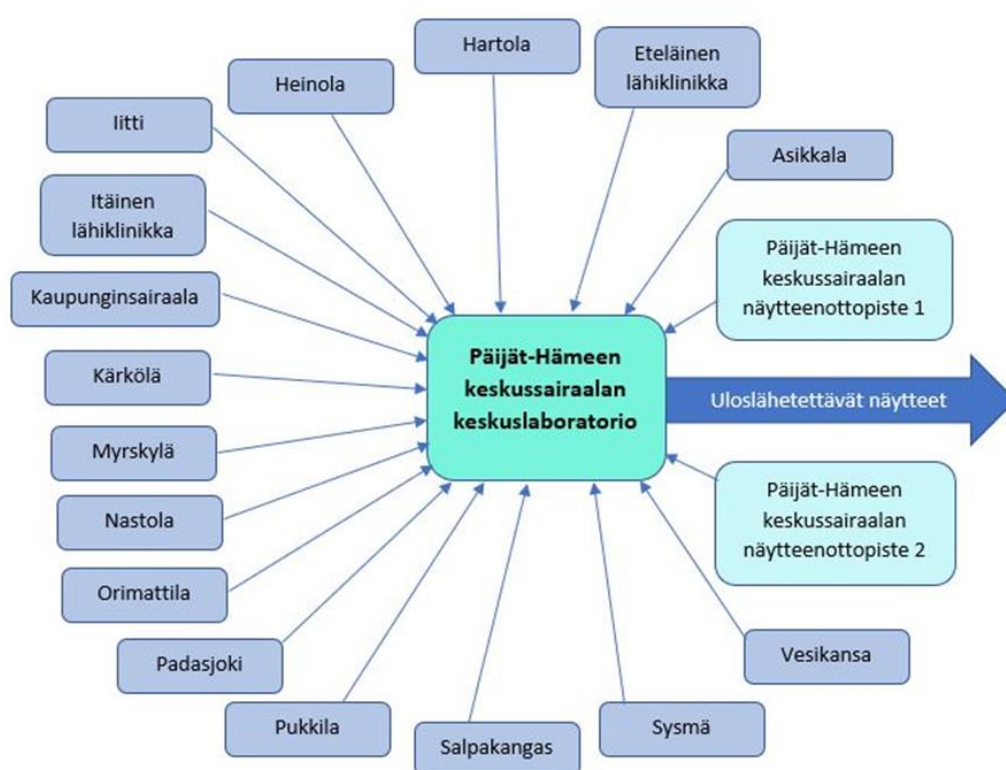 Hartola
Eteläinen
lähiklinikka
Heinola
Iitti
Asikkala
Itäinen
lähiklinikka
Päijät-Hämeen
keskussairaalan
näytteenottopiste 1
Kaupunginsairaala
Päijät-Hämeen
keskussairaalan
keskuslaboratorio
Kärkölä
Uloslähetettävät näytteet
Myrskylä
Päijät-Hämeen
keskussairaalan
näytteenottopiste 2
Nastola
Orimattila
Padasjoki
Vesikansa
Pukkila
Salpakangas
Sysmä